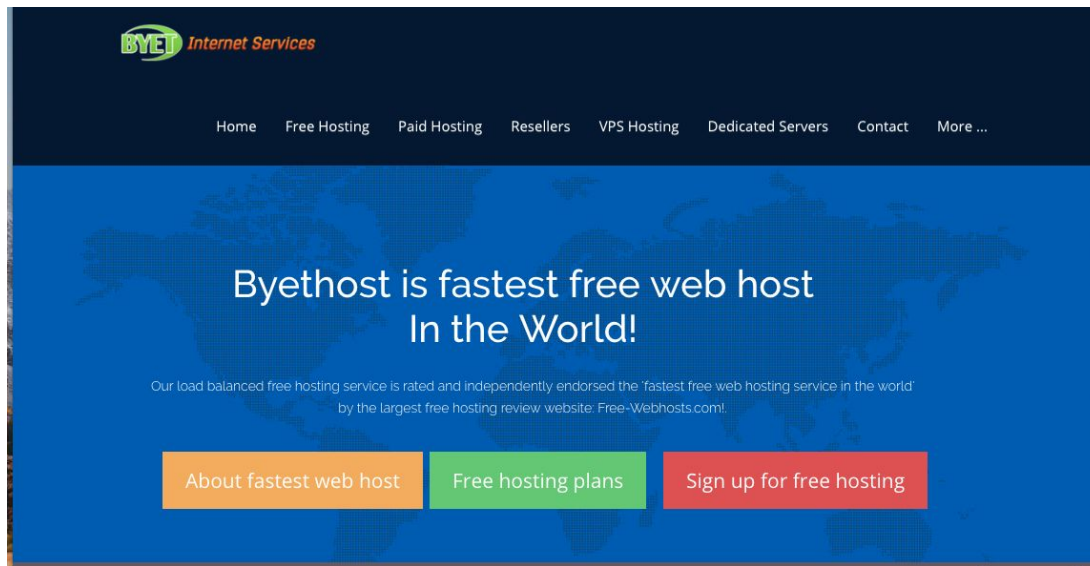 BYET Internet Services
Home Free Hosting Paid Hosting Resellers VPS Hosting Dedicated Servers Contact More ...
Byethost is fastest free web host
In the World!
Our load balanced free hosting service is rated and independently endorsed the 'fastest free web hosting service in the world'
by the largest free hosting review website: Free-Webhosts.com!.
About fastest web host Free hosting plans Sign up for free hosting